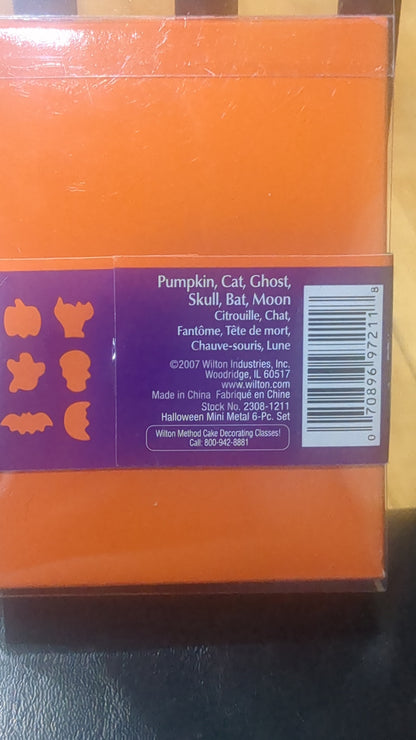 Pumpkin, Cat, Ghost,
Skull, Bat, Moon
Citrouille, Chat,
Fantôme, Tête de mort,
Chauve-souris, Lune
©2007 Wilton Industries, Inc.
Woodridge, IL 60517
www.wilton.com
Made in China Fabriqué en Chine
Stock No. 2308-1211
Halloween Mini Metal 6-Pc. Set
Wilton Method Cake Decorating Classes!
Call: 800-942-8881
0 70896 97211 8